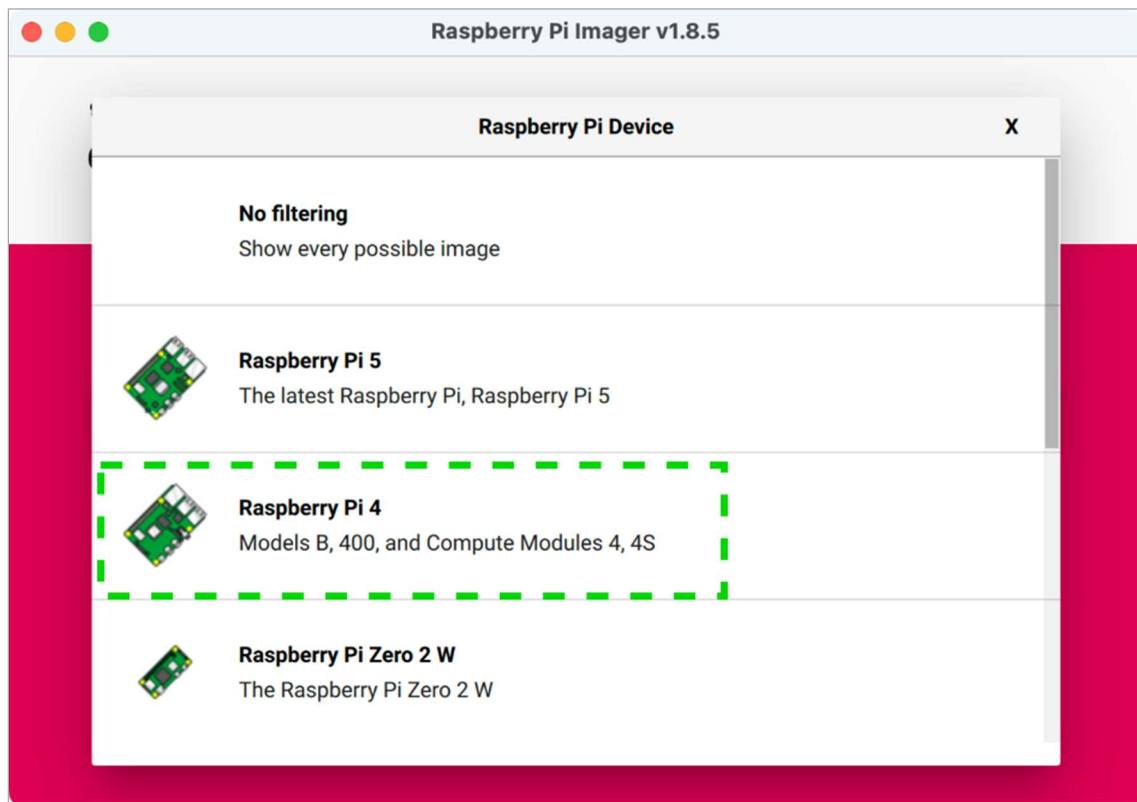 Raspberry Pi Imager v1.8.5
Raspberry Pi Device
X
No filtering
Show every possible image
Raspberry Pi 5
The latest Raspberry Pi, Raspberry Pi 5
Raspberry Pi 4
Models B, 400, and Compute Modules 4, 4S
Raspberry Pi Zero 2 W
The Raspberry Pi Zero 2 W